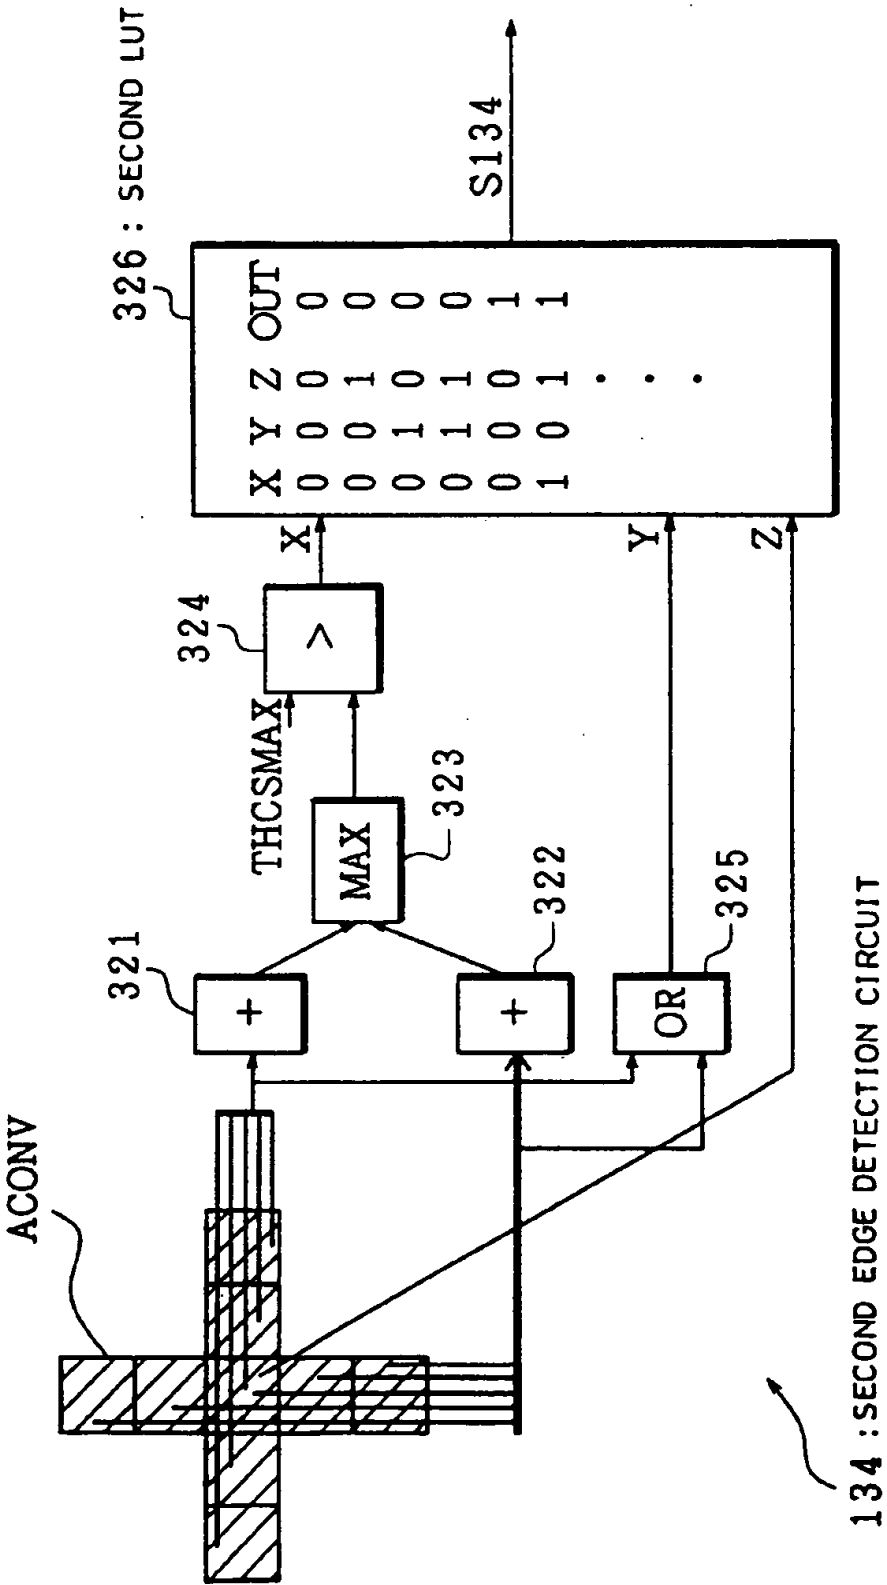 ACONV
326 : SECOND LUT
321
324
THCSMAX
+
>
X
X Y Z OUT
0 0 0 0
0 0 1 0
0 1 0 0
0 1 1 0
0 0 0 1
1 0 1 1
. . .
MAX
323
S134
+
322
OR
325
Y
Z
134 : SECOND EDGE DETECTION CIRCUIT